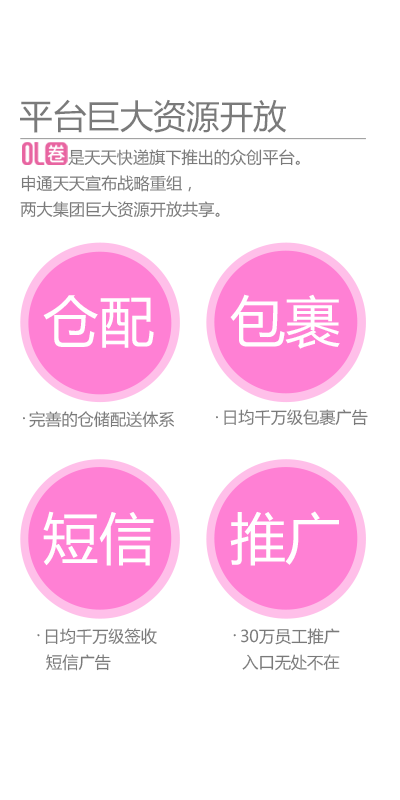 平台巨大资源开放
OL卷是天天快递旗下推出的众创平台。
申通天天宣布战略重组，
两大集团巨大资源开放共享。
仓配
包裹
·完善的仓储配送体系
·日均千万级包裹广告
短信
推广
·日均千万级签收
短信广告
·30万员工推广
入口无处不在